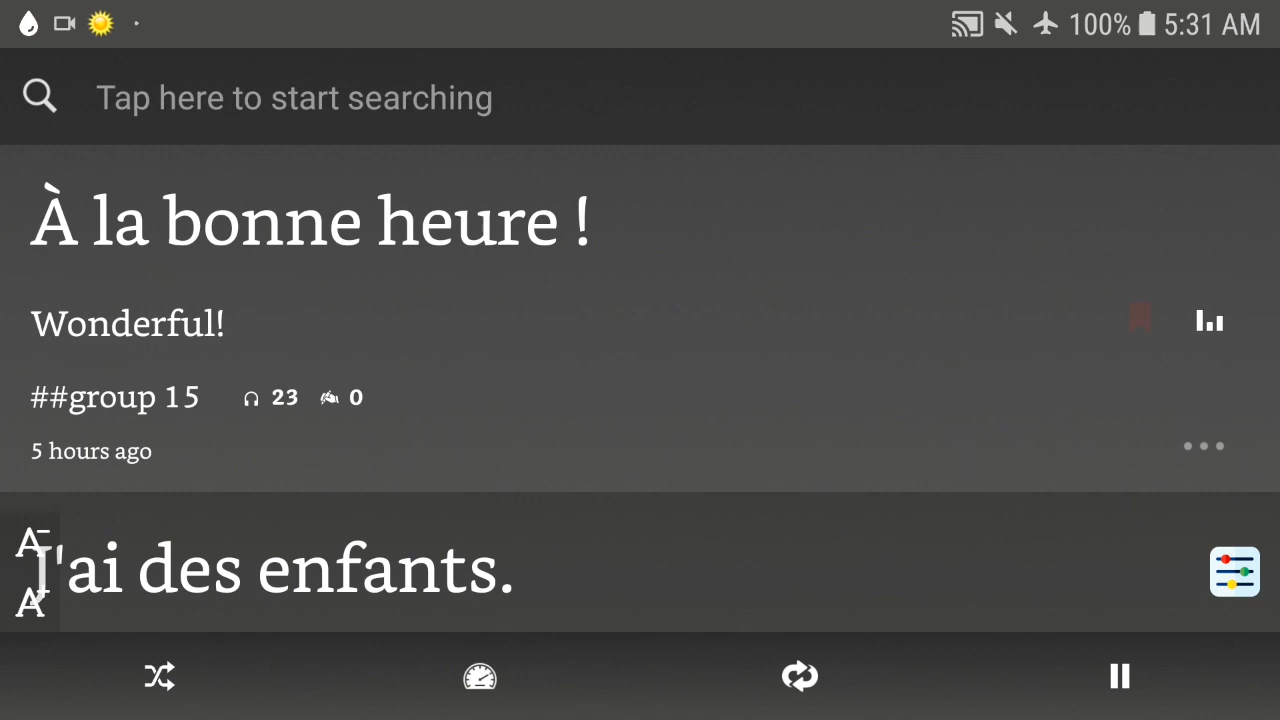 100% 5:31 AM
Tap here to start searching
À la bonne heure !
Wonderful!
##group 15 23 0
5 hours ago
A-
J'ai des enfants.
A+